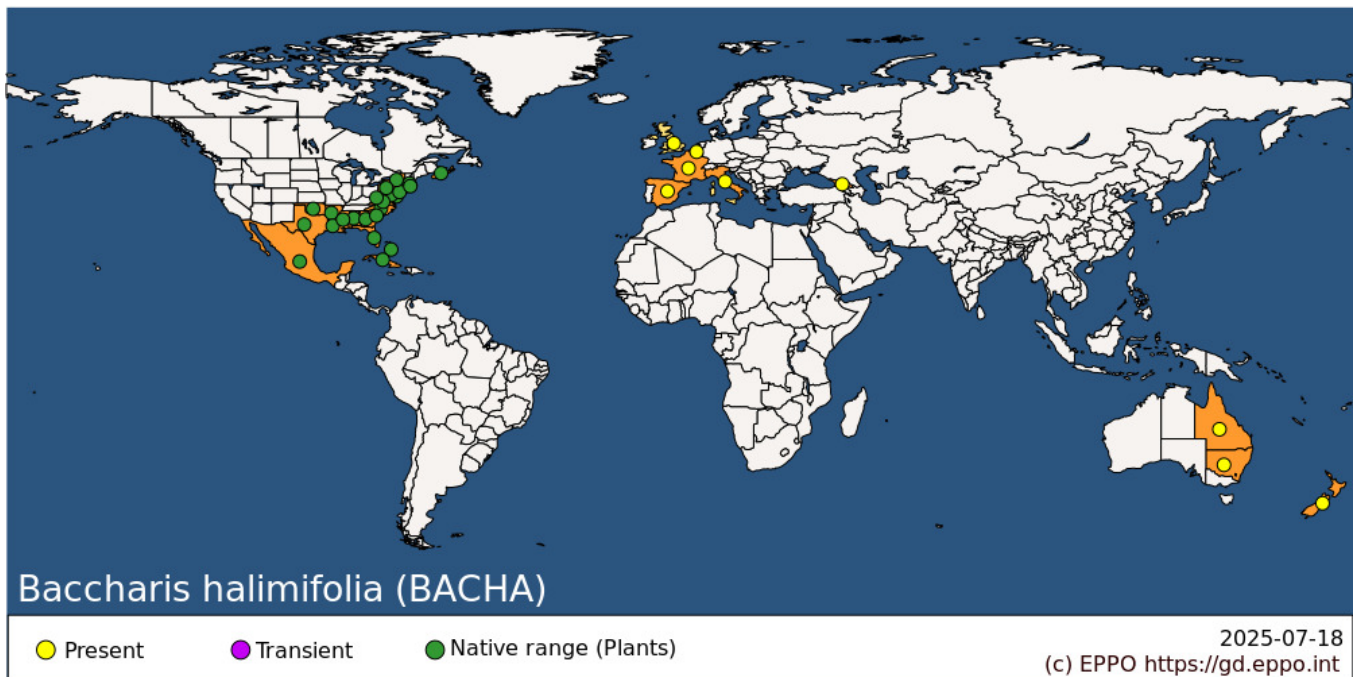 Baccharis halimifolia (BACHA)
Present
Transient
Native range (Plants)
2025-07-18
(c) EPPO https://gd.eppo.int